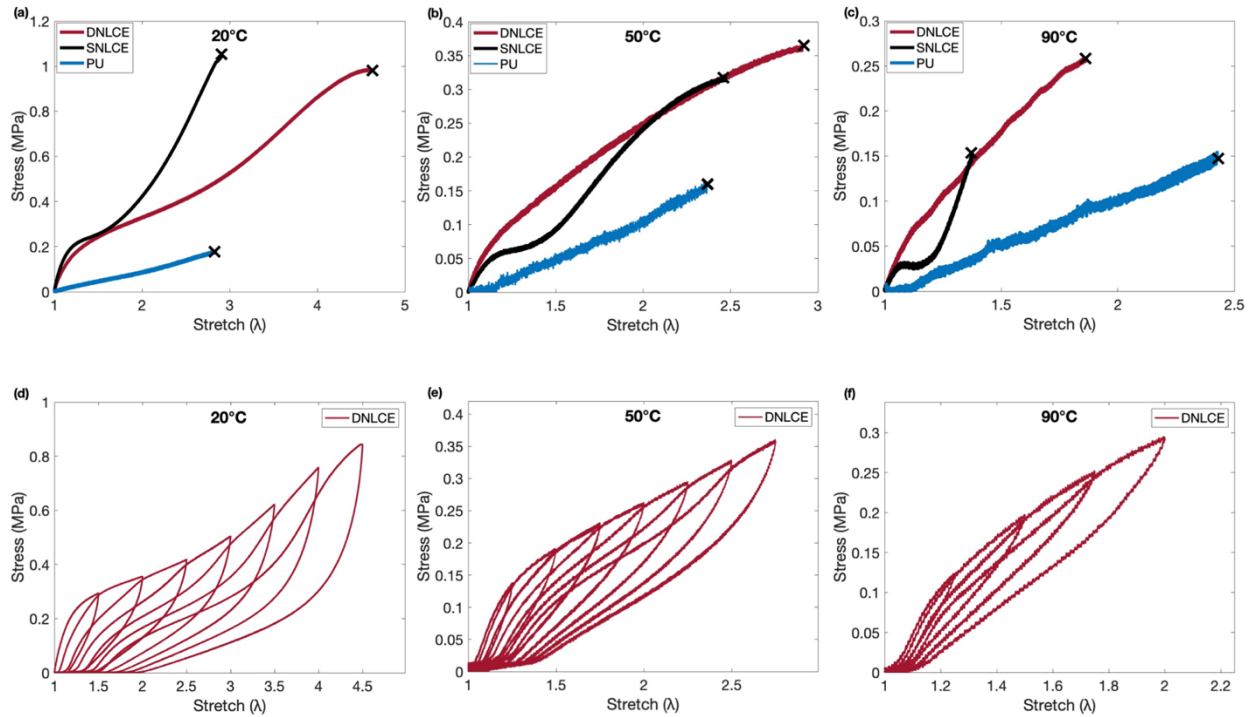 (a)
20°C
DNLCE
SNLCE
PU
1.2
1
0.8
0.6
0.4
0.2
0
Stress (MPa)
1
2
3
4
5
Stretch (λ)
(b)
50°C
DNLCE
SNLCE
PU
0.4
0.35
0.3
0.25
0.2
0.15
0.1
0.05
0
Stress (MPa)
1
1.5
2
2.5
3
Stretch (λ)
(c)
90°C
DNLCE
SNLCE
PU
0.3
0.25
0.2
0.15
0.1
0.05
0
Stress (MPa)
1
1.5
2
2.5
Stretch (λ)
(d)
20°C
DNLCE
1
0.8
0.6
0.4
0.2
0
Stress (MPa)
1
1.5
2
2.5
3
3.5
4
4.5
Stretch (λ)
(e)
50°C
DNLCE
0.4
0.35
0.3
0.25
0.2
0.15
0.1
0.05
0
Stress (MPa)
1
1.5
2
2.5
Stretch (λ)
(f)
90°C
DNLCE
0.3
0.25
0.2
0.15
0.1
0.05
0
Stress (MPa)
1
1.2
1.4
1.6
1.8
2
2.2
Stretch (λ)